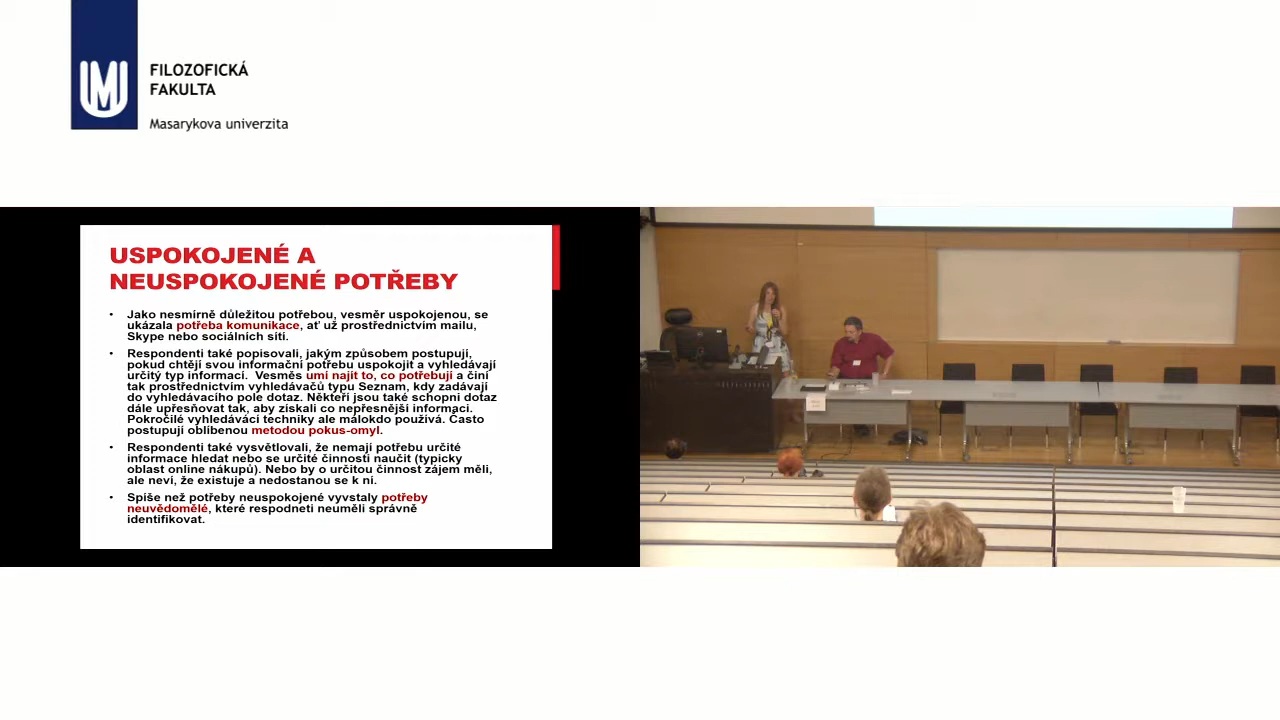 FILOZOFICKÁ
FAKULTA
Masarykova univerzita
USPOKOJENÉ A
NEUSPOKOJENÉ POTŘEBY
• Jako nesmírně důležitou potřebou, vesměr uspokojenou, se
ukázala potřeba komunikace, ať už prostřednictvím mailu,
Skype nebo sociálních sítí.
• Respondenti také popisovali, jakým způsobem postupují,
pokud chtějí svou informační potřebu uspokojit a vyhledávají
určitý typ informací. Vesměs umí najít to, co potřebují a činí
tak prostřednictvím vyhledávačů typu Seznam, kdy zadávají
do vyhledávacího pole dotaz. Někteří jsou také schopni dotaz
dále upřesňovat tak, aby získali co nepřesnější informaci.
Pokročilé vyhledávací techniky ale málokdo používá. Často
postupují oblíbenou metodou pokus-omyl.
• Respondenti také vysvětlovali, že nemají potřebu určité
informace hledat nebo se určité činnosti naučit (typicky
oblast online nákupů). Nebo by o určitou činnost zájem měli,
ale neví, že existuje a nedostanou se k ní.
• Spíše než potřeby neuspokojené vyvstaly potřeby
neuvědomělé, které respodneti neuměli správně
identifikovat.